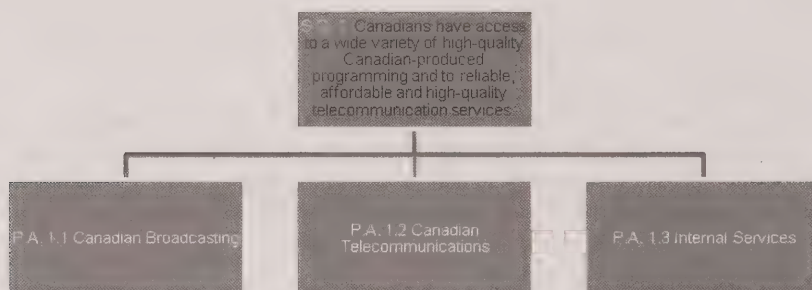 Canadians have access
to a wide variety of high-quality
Canadian-produced
programming and to reliable,
affordable and high-quality
telecommunication services
P.A. 1.1 Canadian Broadcasting
P.A. 1.2 Canadian
Telecommunications
P.A. 1.3 Internal Services